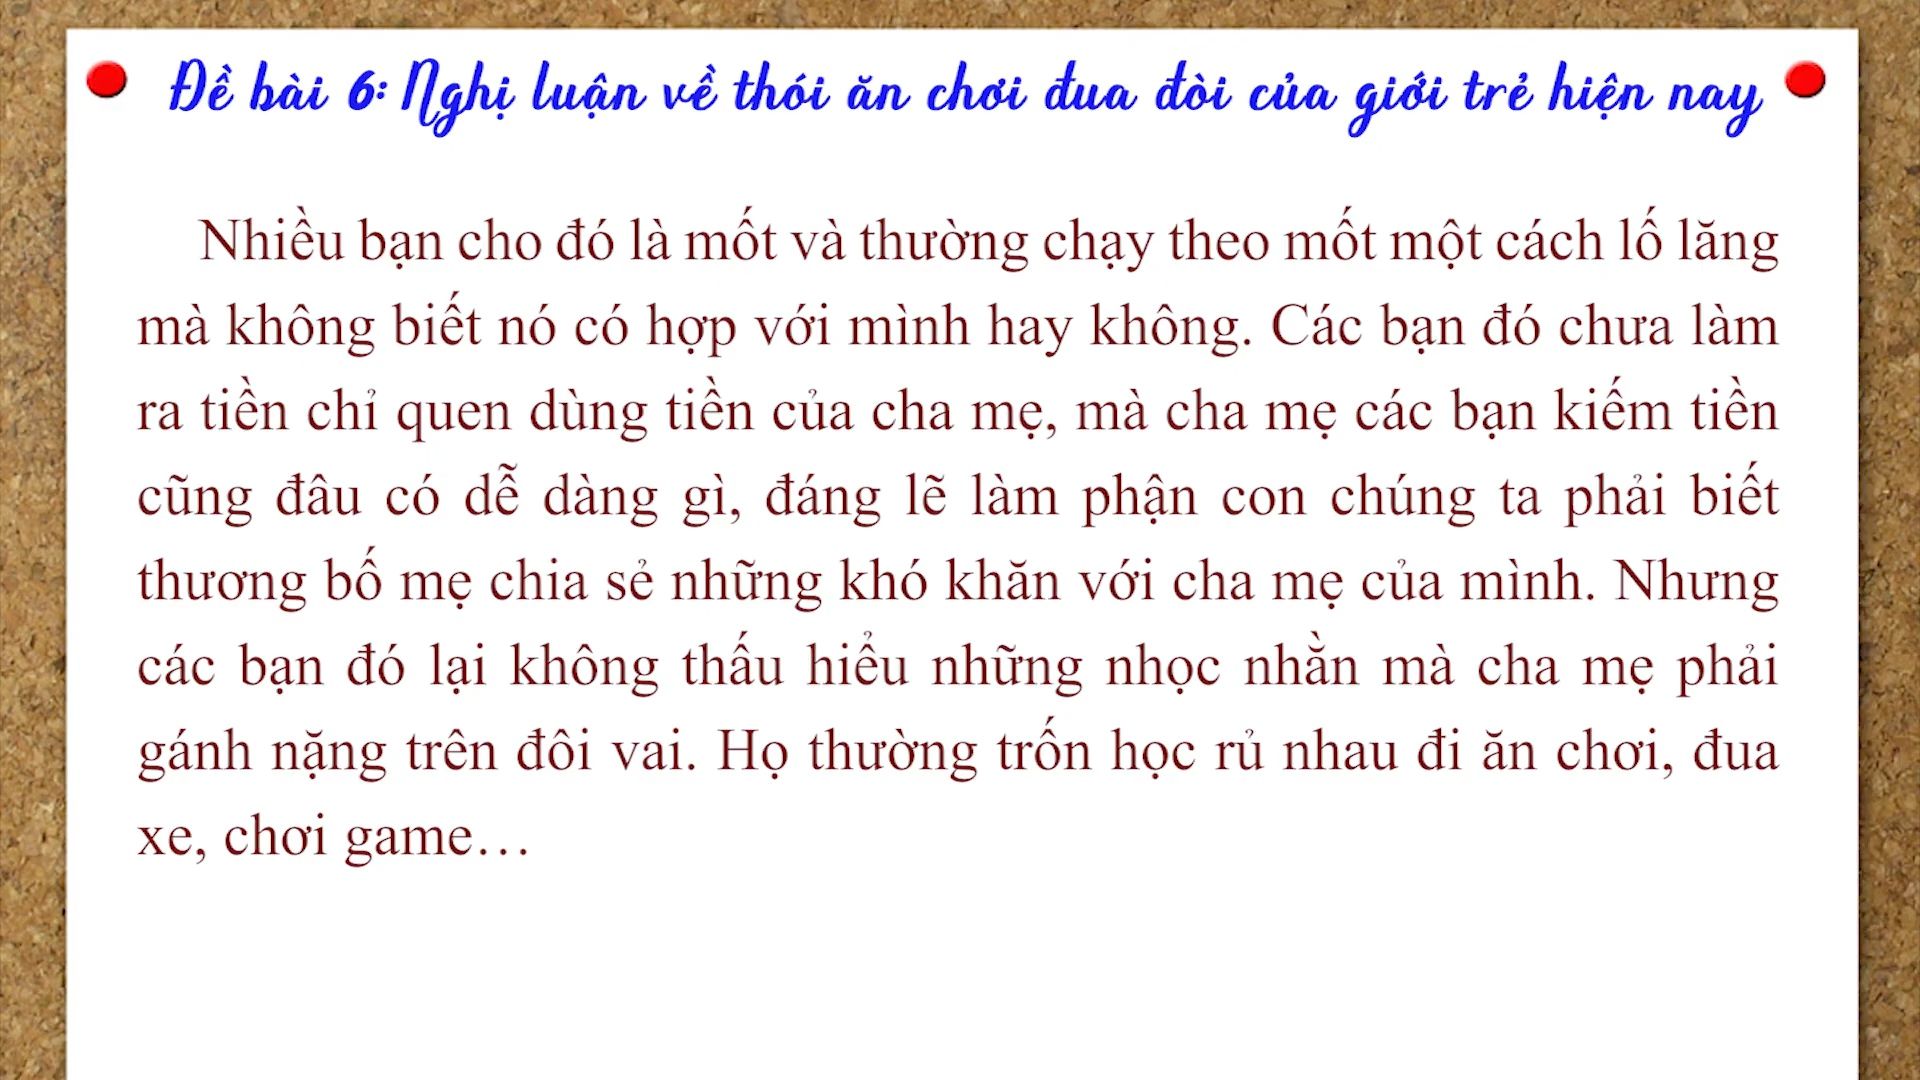 Đề bài 6: Nghị luận về thói ăn chơi đua đòi của giới trẻ hiện nay
Nhiều bạn cho đó là mốt và thường chạy theo mốt một cách lố lăng
mà không biết nó có hợp với mình hay không. Các bạn đó chưa làm
ra tiền chỉ quen dùng tiền của cha mẹ, mà cha mẹ các bạn kiếm tiền
cũng đâu có dễ dàng gì, đáng lẽ làm phận con chúng ta phải biết
thương bố mẹ chia sẻ những khó khăn với cha mẹ của mình. Nhưng
các bạn đó lại không thấu hiểu những nhọc nhằn mà cha mẹ phải
gánh nặng trên đôi vai. Họ thường trốn học rủ nhau đi ăn chơi, đua
xe, chơi game…